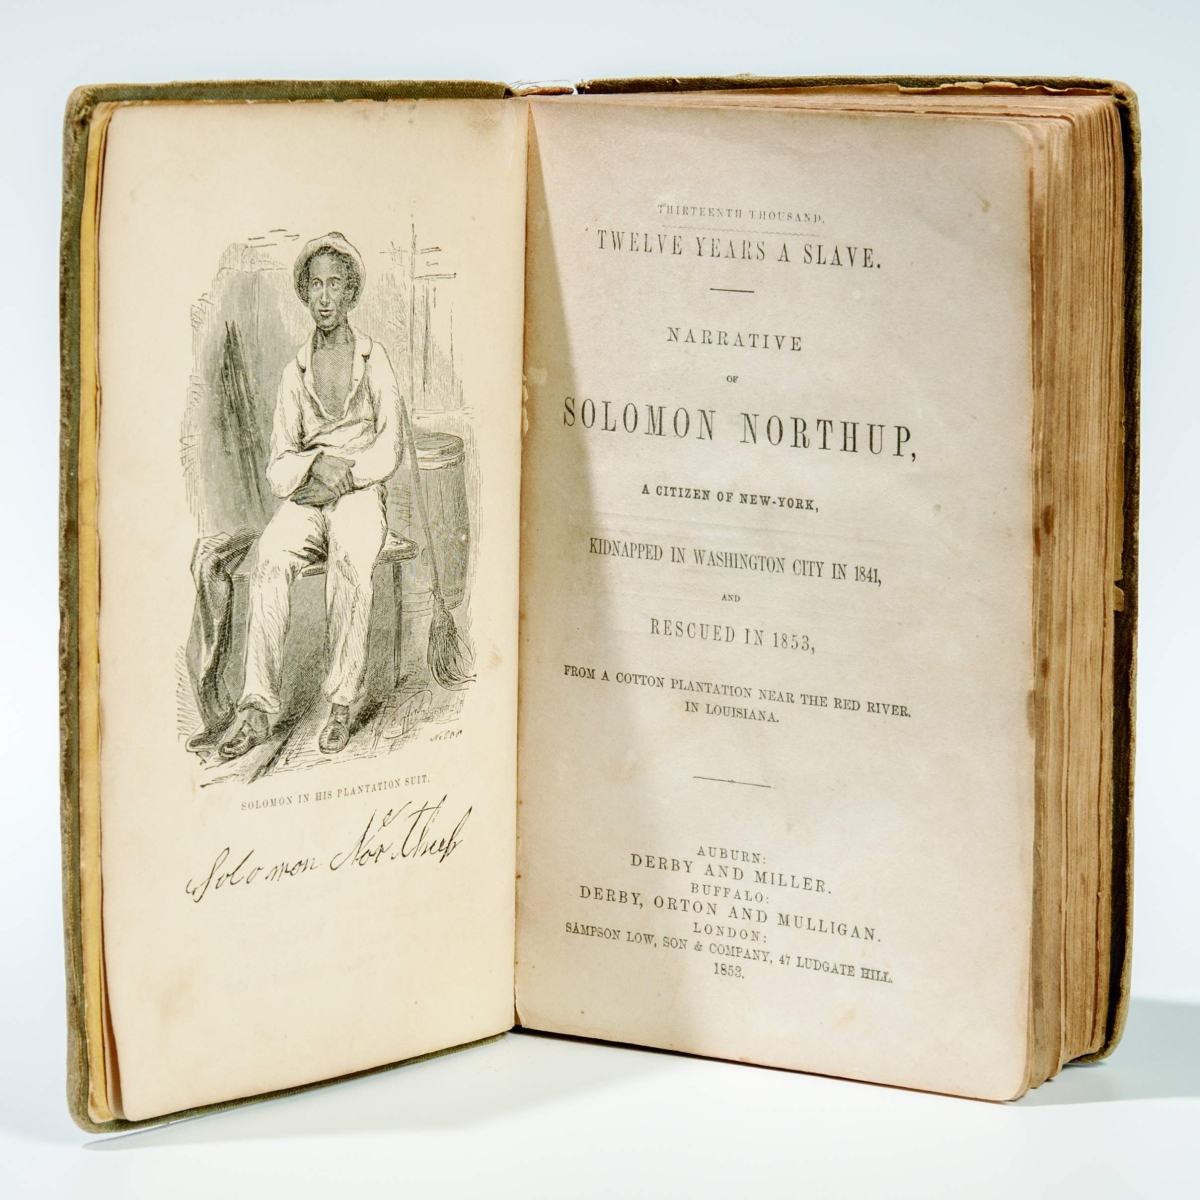 SOLOMON IN HIS PLANTATION SUIT.
Solomon Northup
THIRTEENTH THOUSAND.
TWELVE YEARS A SLAVE.
NARRATIVE
OF
SOLOMON NORTHUP,
A CITIZEN OF NEW-YORK,
KIDNAPPED IN WASHINGTON CITY IN 1841,
AND
RESCUED IN 1853,
FROM A COTTON PLANTATION NEAR THE RED RIVER,
IN LOUISIANA.
AUBURN:
DERBY AND MILLER.
BUFFALO:
DERBY, ORTON AND MULLIGAN.
LONDON:
SAMPSON LOW, SON & COMPANY, 47 LUDGATE HILL.
1853.